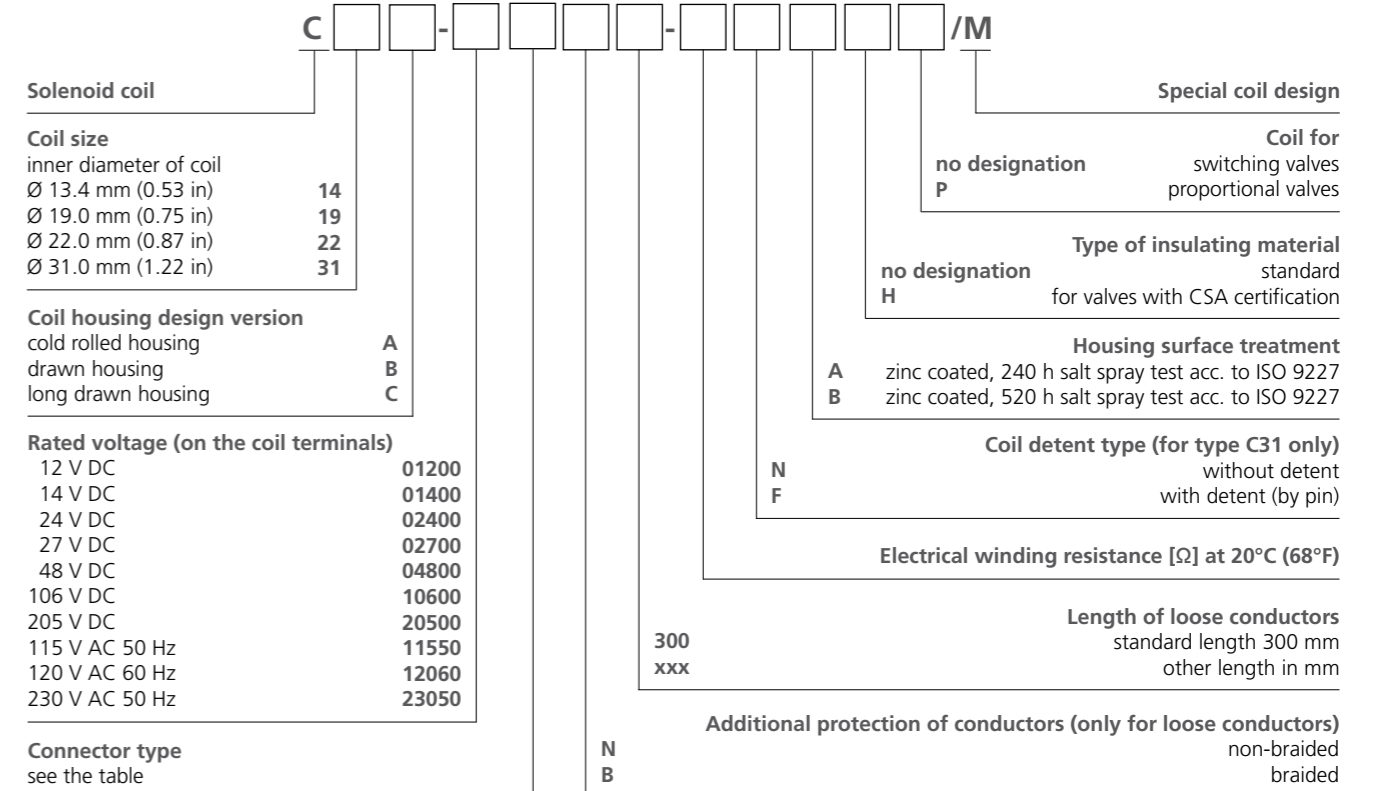 C - - /M
Solenoid coil
Coil size
inner diameter of coil
Ø 13.4 mm (0.53 in) 14
Ø 19.0 mm (0.75 in) 19
Ø 22.0 mm (0.87 in) 22
Ø 31.0 mm (1.22 in) 31
Coil housing design version
cold rolled housing A
drawn housing B
long drawn housing C
Rated voltage (on the coil terminals)
12 V DC 01200
14 V DC 01400
24 V DC 02400
27 V DC 02700
48 V DC 04800
106 V DC 10600
205 V DC 20500
115 V AC 50 Hz 11550
120 V AC 60 Hz 12060
230 V AC 50 Hz 23050
Connector type
see the table
Special coil design
Coil for
no designation switching valves
P proportional valves
Type of insulating material
no designation standard
H for valves with CSA certification
Housing surface treatment
A zinc coated, 240 h salt spray test acc. to ISO 9227
B zinc coated, 520 h salt spray test acc. to ISO 9227
Coil detent type (for type C31 only)
N without detent
F with detent (by pin)
Electrical winding resistance [Ω] at 20°C (68°F)
Length of loose conductors
300 standard length 300 mm
xxx other length in mm
Additional protection of conductors (only for loose conductors)
N non-braided
B braided